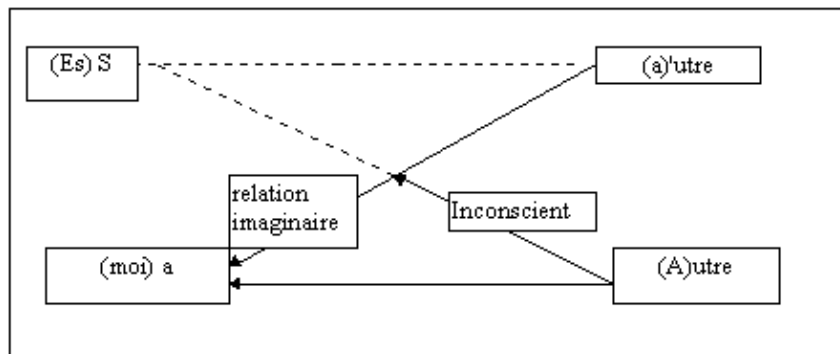 (Es) S
(a)'utre
relation
imaginaire
Inconscient
(moi) a
(A)utre